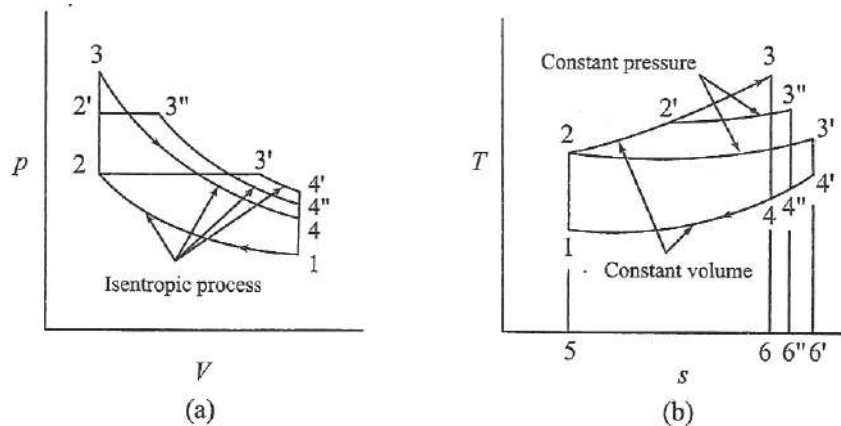 3
2'
3"
2
3'
p
4'
4"
4
1
Isentropic process
V
(a)
Constant pressure
3
3"
2'
3'
2
T
4'
4"
4
1
Constant volume
5
6
6"
6'
s
(b)